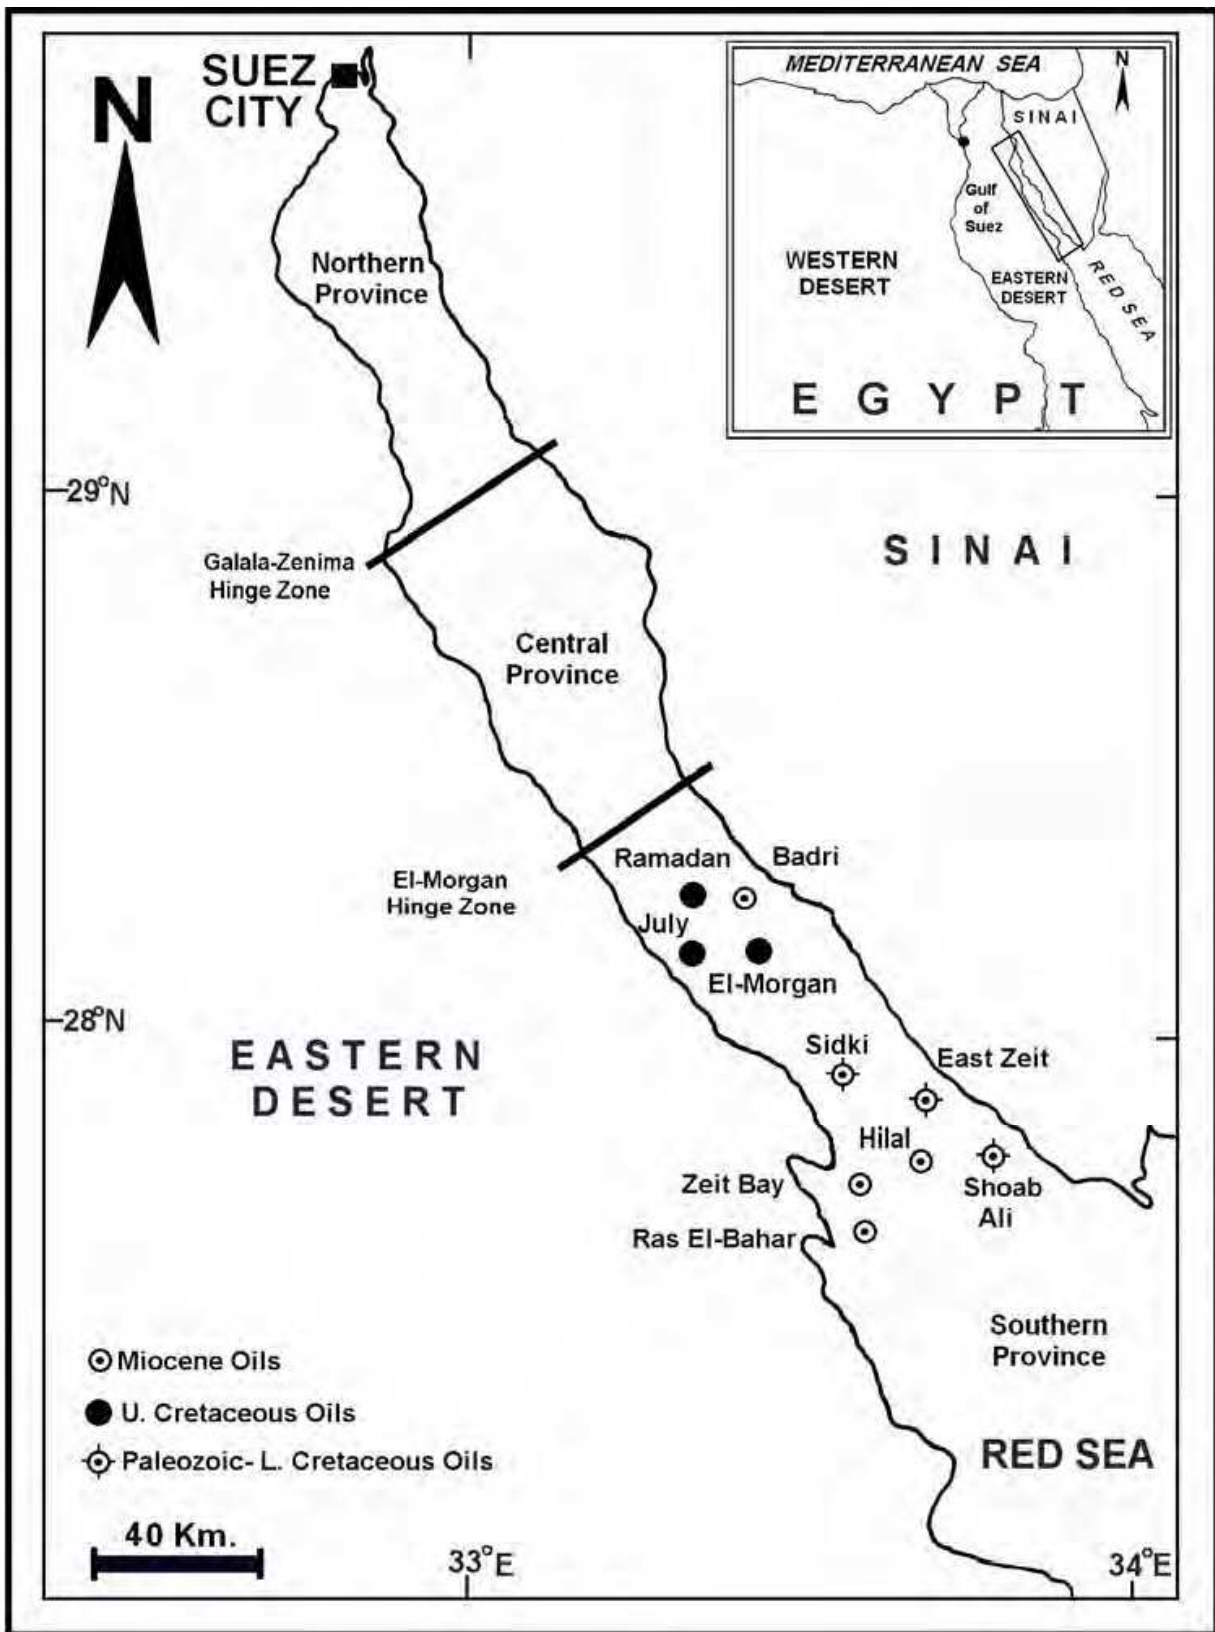 SUEZ
CITY
N
MEDITERRANEAN SEA
N
SINAI
Gulf
of
Suez
WESTERN
DESERT
EASTERN
DESERT
RED SEA
EGYPT
Northern
Province
29°N
SINAI
Galala-Zenima
Hinge Zone
Central
Province
Ramadan
Badri
El-Morgan
Hinge Zone
July
El-Morgan
28°N
EASTERN
DESERT
Sidki
East Zeit
Hilal
Zeit Bay
Shoab
Ali
Ras El-Bahar
Southern
Province
Miocene Oils
U. Cretaceous Oils
Paleozoic- L. Cretaceous Oils
RED SEA
40 Km.
33°E
34°E